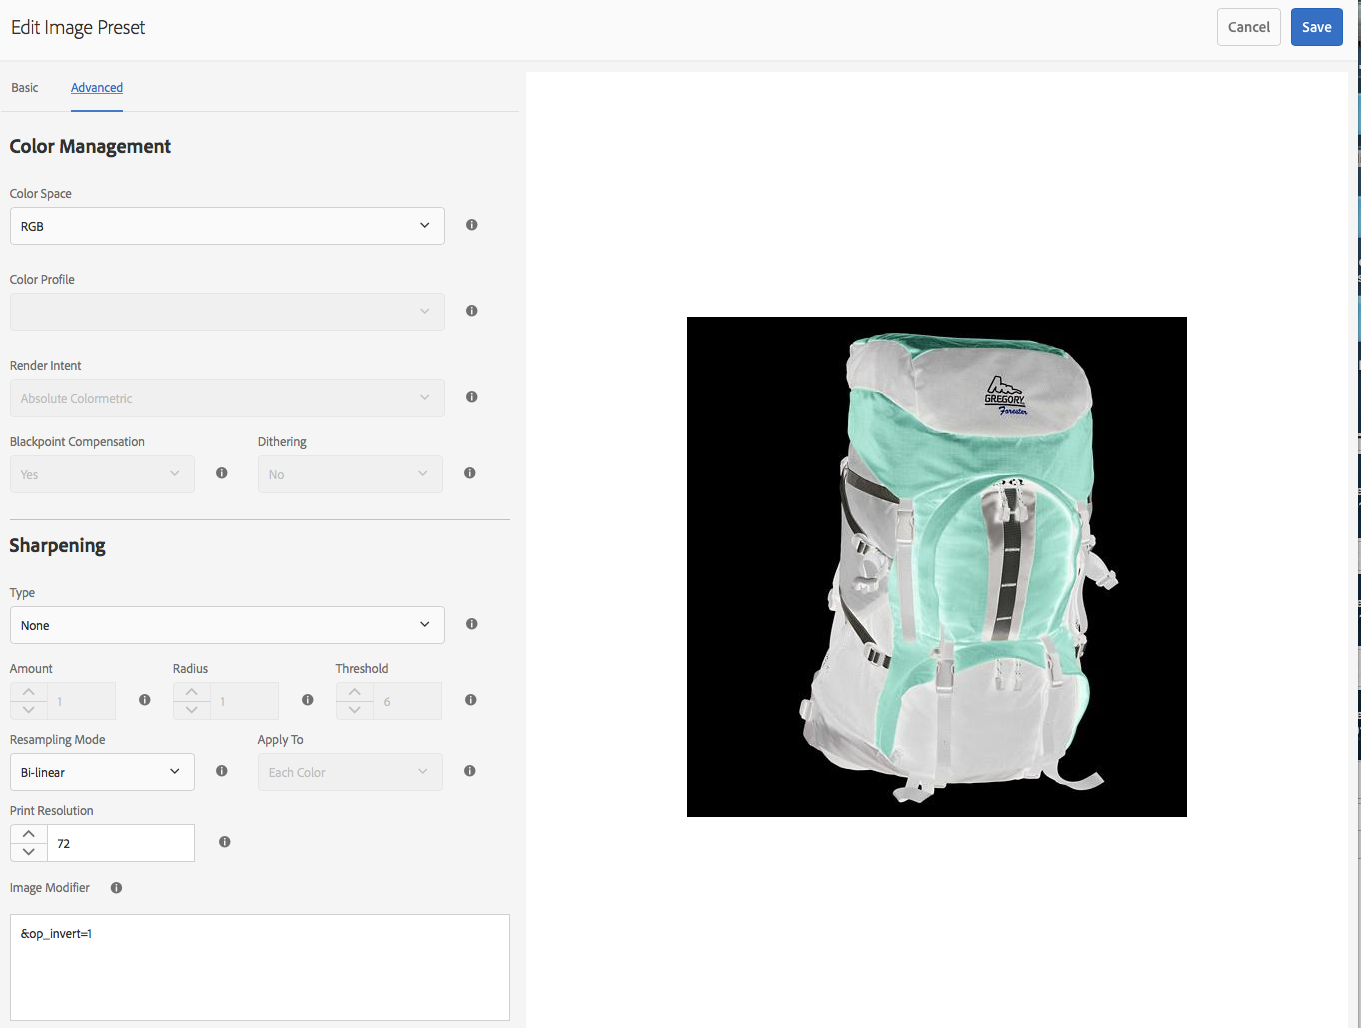 Edit Image Preset
Cancel
Save
Basic
Advanced
Color Management
Color Space
RGB
Color Profile
Render Intent
Absolute Colormetric
Blackpoint Compensation
Dithering
Yes
No
Sharpening
Type
None
Amount
Radius
Threshold
1
1
6
Resampling Mode
Apply To
Bi-linear
Each Color
Print Resolution
72
Image Modifier
&op_invert=1
GREGORY
Forester